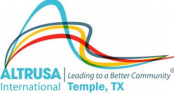 ALTRUSA | Leading to a Better Community®
International Temple, TX